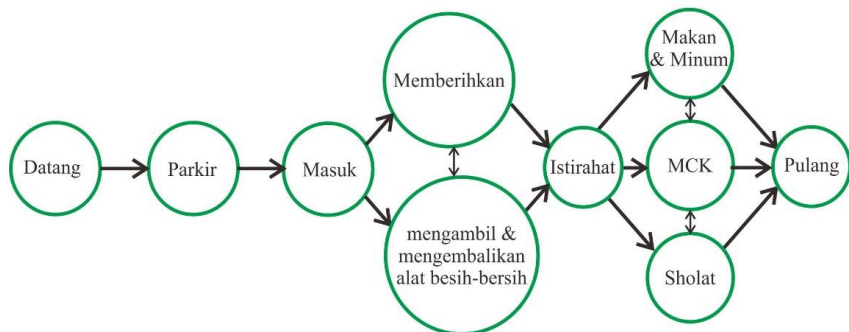 Datang
Parkir
Masuk
Memberihkan
mengambil &
mengembalikan
alat besih-bersih
Istirahat
Makan
& Minum
MCK
Sholat
Pulang